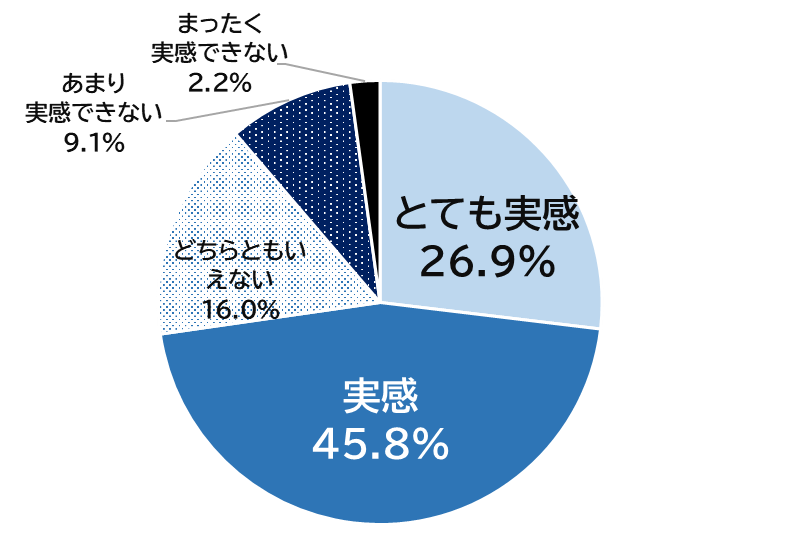 まったく
実感できない
2.2%
あまり
実感できない
9.1%
とても実感
26.9%
どちらともい
えない
16.0%
実感
45.8%